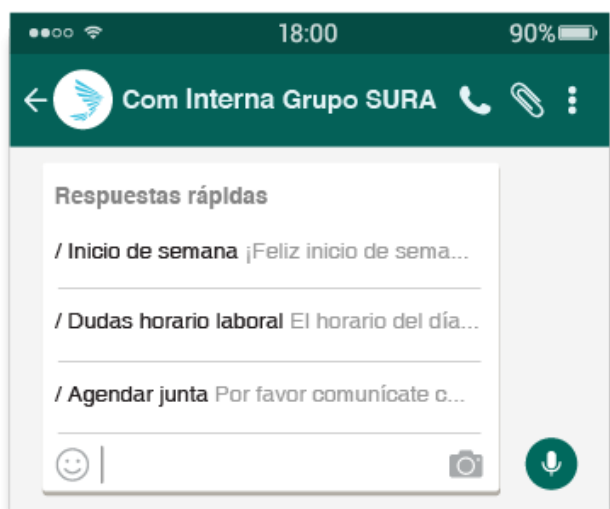 18:00 90%
Com Interna Grupo SURA
Respuestas rápidas
/ Inicio de semana ¡Feliz inicio de sema...
/ Dudas horario laboral El horario del día...
/ Agendar junta Por favor comunícate c...